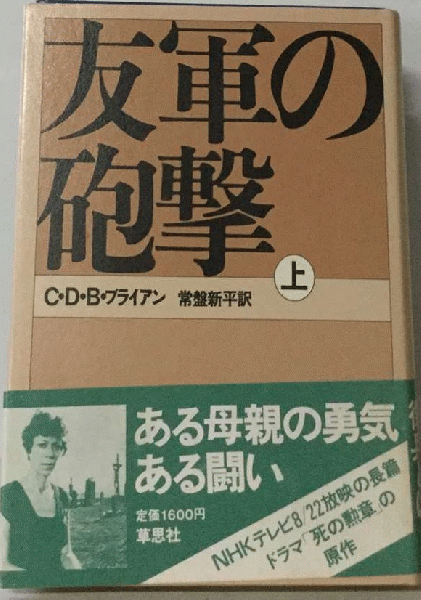 友軍の
砲撃
上
C・D・B・ブライアン 常盤新平訳
ある母親の勇気
ある闘い
定価1600円
草思社
NHKテレビ8/22放映の長篇
ドラマ「死の勲章」の
原作